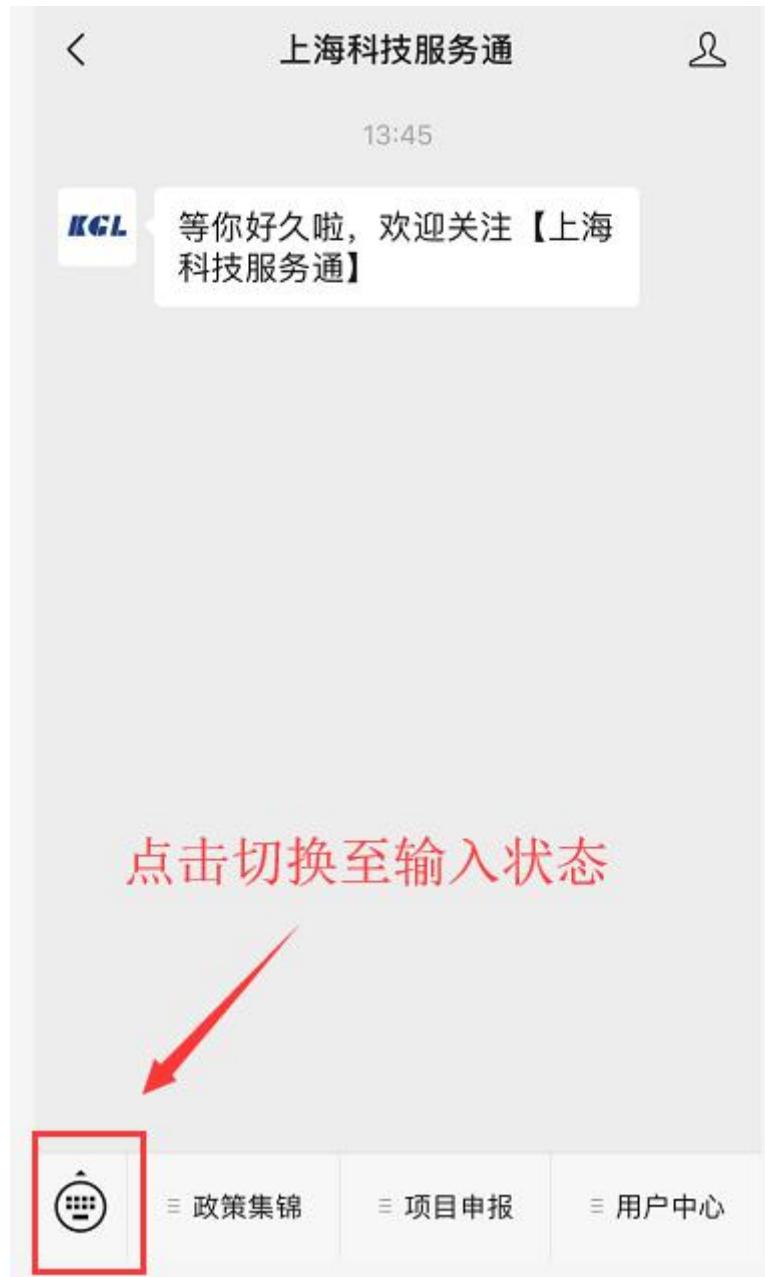 上海科技服务通
13:45
KGL
等你好久啦，欢迎关注【上海
科技服务通】
点击切换至输入状态
政策集锦
项目申报
用户中心